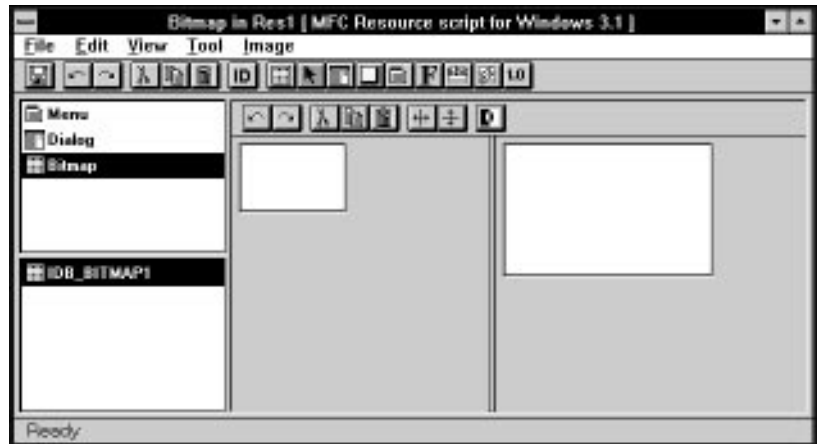 Bitmap in Res1 [ MFC Resource script for Windows 3.1 ]
File Edit View Tool Image
ID F 1.0
Menu
D
Dialog
Bitmap
IDB_BITMAP1
Ready